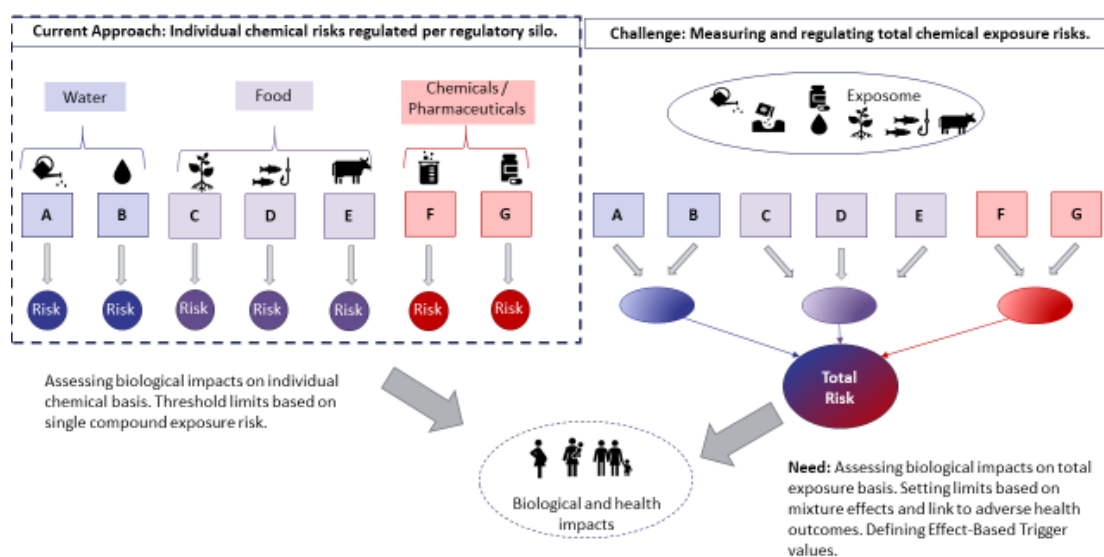 Current Approach: Individual chemical risks regulated per regulatory silo.
Water
Food
Chemicals /
Pharmaceuticals
A
B
C
D
E
F
G
Risk
Risk
Risk
Risk
Risk
Risk
Risk
Assessing biological impacts on individual
chemical basis. Threshold limits based on
single compound exposure risk.
Challenge: Measuring and regulating total chemical exposure risks.
Exposome
A
B
C
D
E
F
G
Total
Risk
Biological and health
impacts
Need: Assessing biological impacts on total
exposure basis. Setting limits based on
mixture effects and link to adverse health
outcomes. Defining Effect-Based Trigger
values.